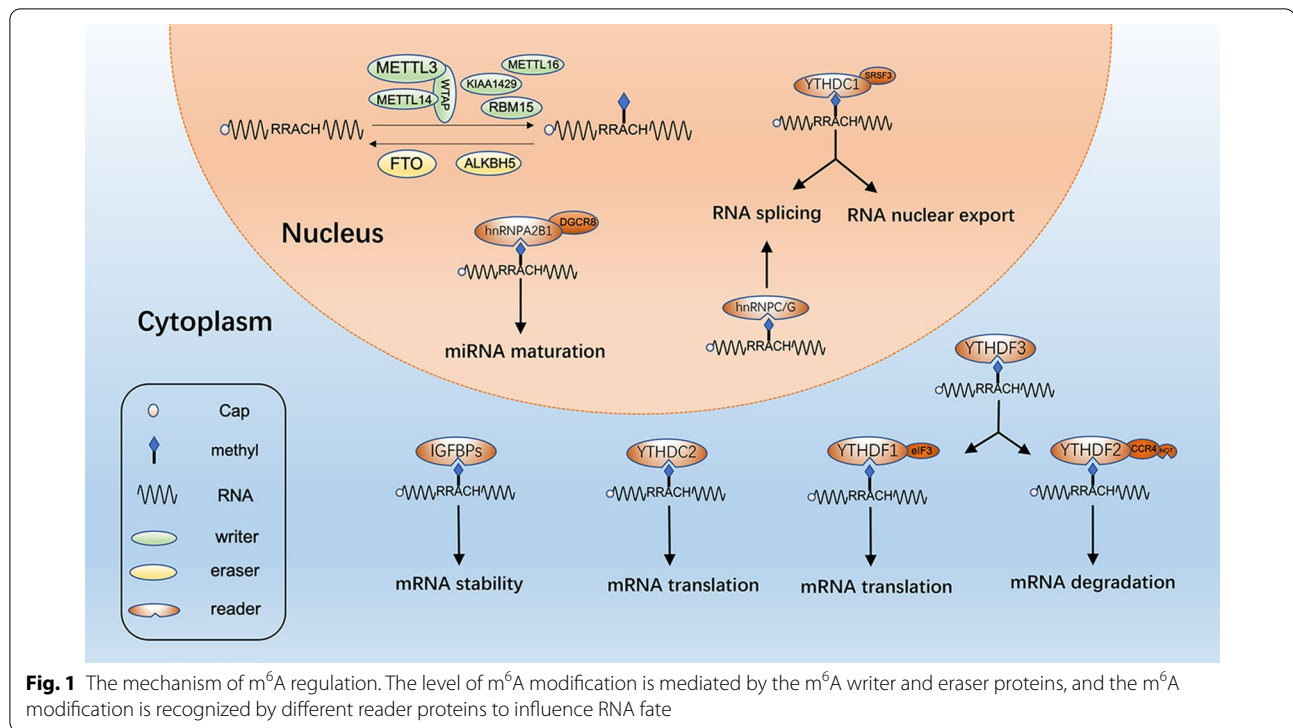 METTL3
METTL14
WTAP
KIAA1429
METTL16
RBM15
RRACH
RRACH
FTO
ALKBH5
YTHDC1
SRSF3
RRACH
RNA splicing
RNA nuclear export
Nucleus
hnRNPA2B1
DGCR8
RRACH
miRNA maturation
hnRNPC/G
RRACH
Cytoplasm
YTHDF3
RRACH
Cap
methyl
RNA
writer
eraser
reader
IGFBPs
RRACH
mRNA stability
YTHDC2
RRACH
mRNA translation
YTHDF1
eIF3
RRACH
mRNA translation
YTHDF2
CCR4
NOT
RRACH
mRNA degradation
Fig. 1 The mechanism of m⁶A regulation. The level of m⁶A modification is mediated by the m⁶A writer and eraser proteins, and the m⁶A
modification is recognized by different reader proteins to influence RNA fate